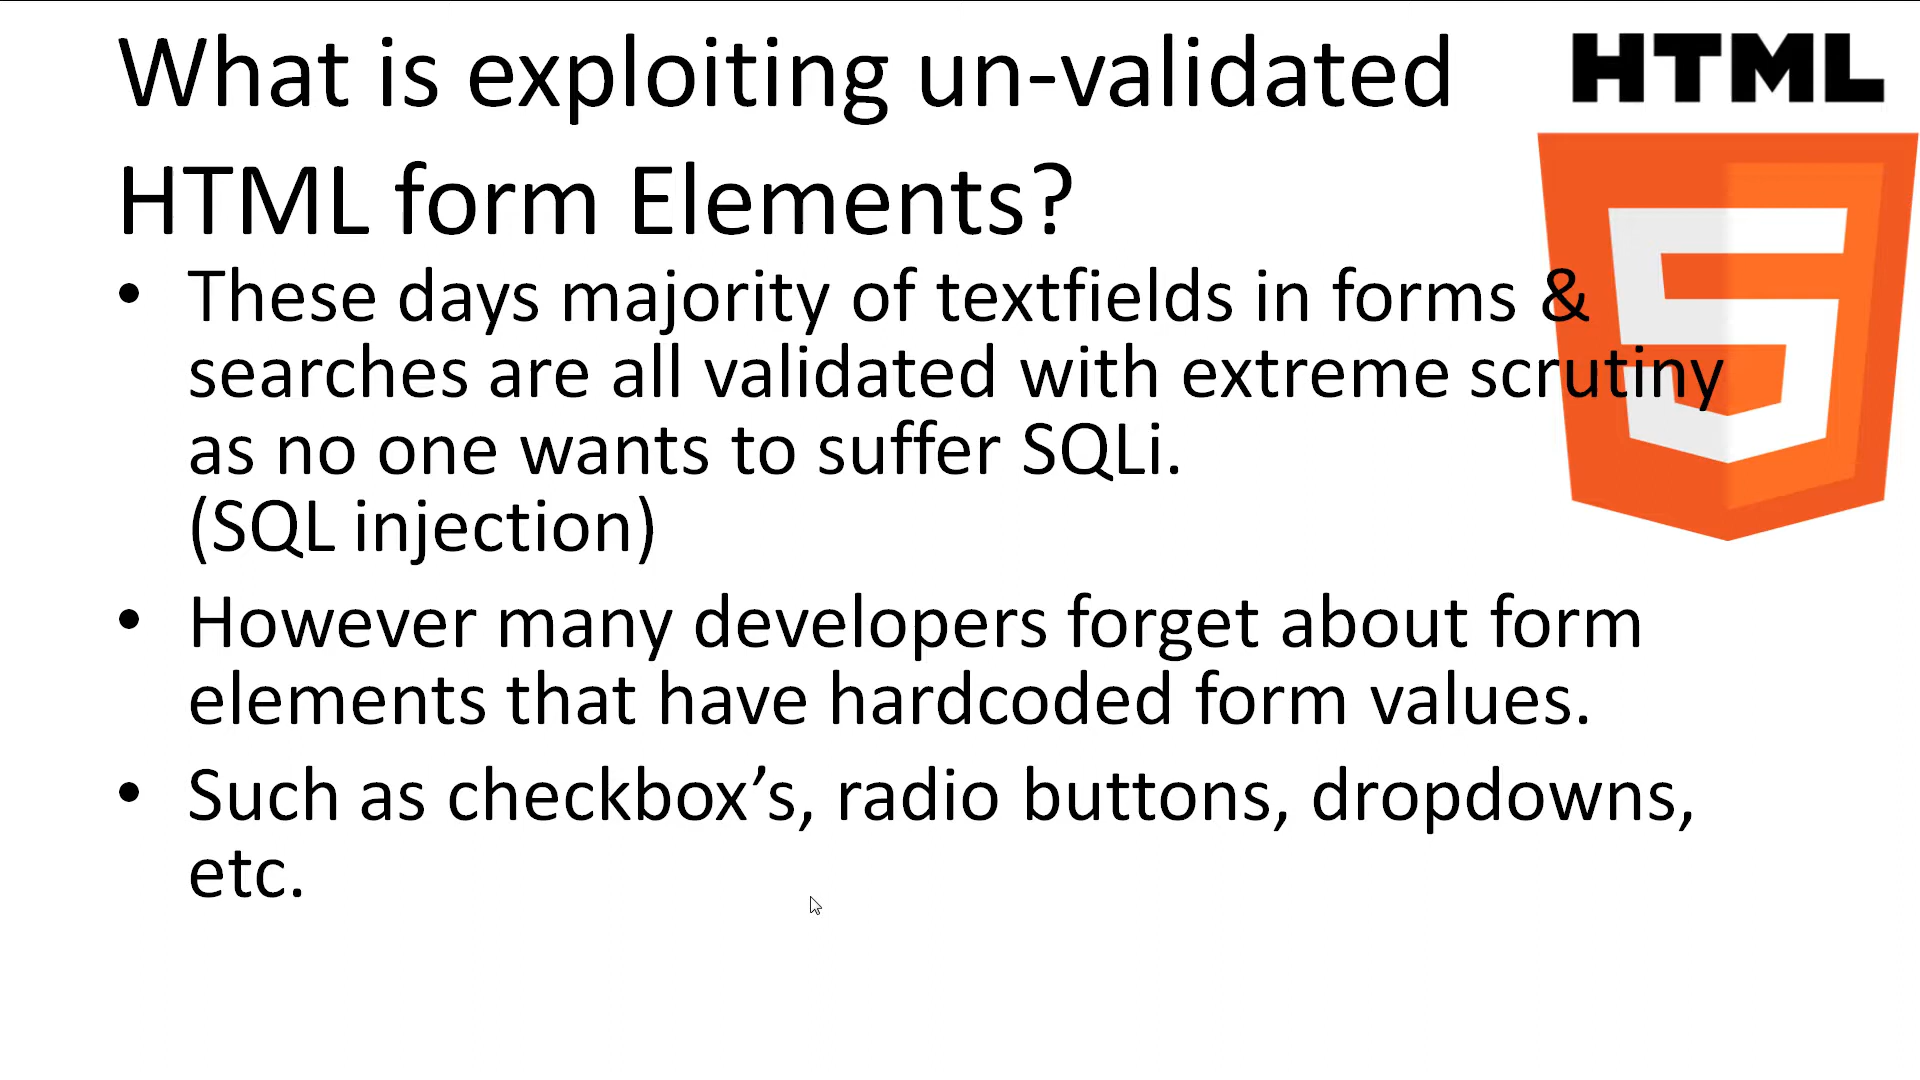 What is exploiting un-validated
HTML form Elements?
HTML
5
• These days majority of textfields in forms &
searches are all validated with extreme scrutiny
as no one wants to suffer SQLi.
(SQL injection)
• However many developers forget about form
elements that have hardcoded form values.
• Such as checkbox’s, radio buttons, dropdowns,
etc.